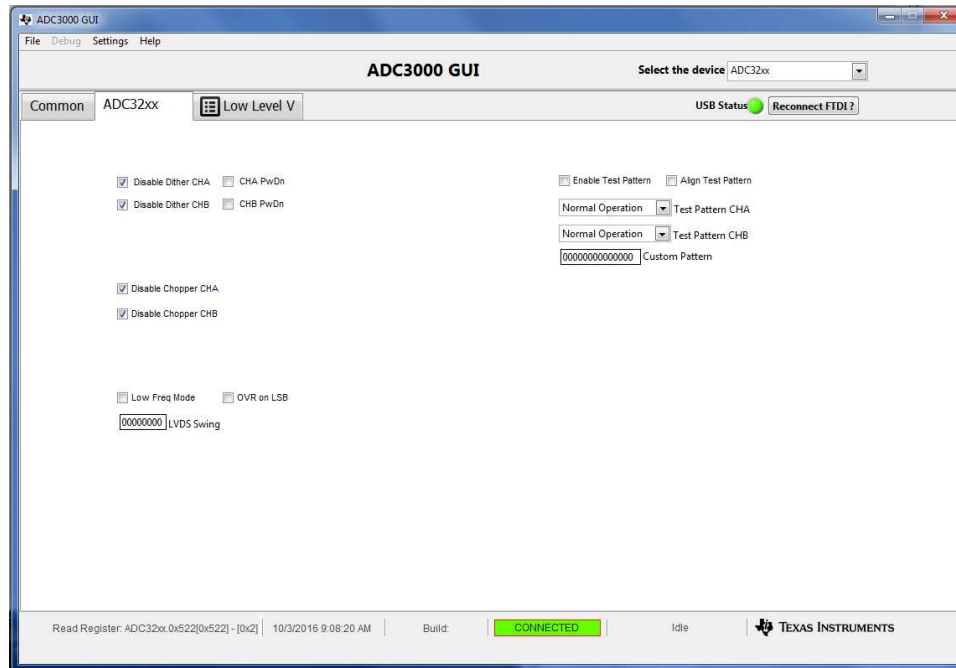 ADC3000 GUI
File Debug Settings Help
ADC3000 GUI
Select the device ADC32xx
Common ADC32xx Low Level V
USB Status Reconnect FTDI ?
Disable Dither CHA CHA PwDn
Enable Test Pattern Align Test Pattern
Disable Dither CHB CHB PwDn
Normal Operation Test Pattern CHA
Normal Operation Test Pattern CHB
00000000000000 Custom Pattern
Disable Chopper CHA
Disable Chopper CHB
Low Freq Mode OVR on LSB
00000000 LVDS Swing
Read Register: ADC32xx.0x522[0x522] - [0x2] 10/3/2016 9:08:20 AM Build: CONNECTED Idle TEXAS INSTRUMENTS